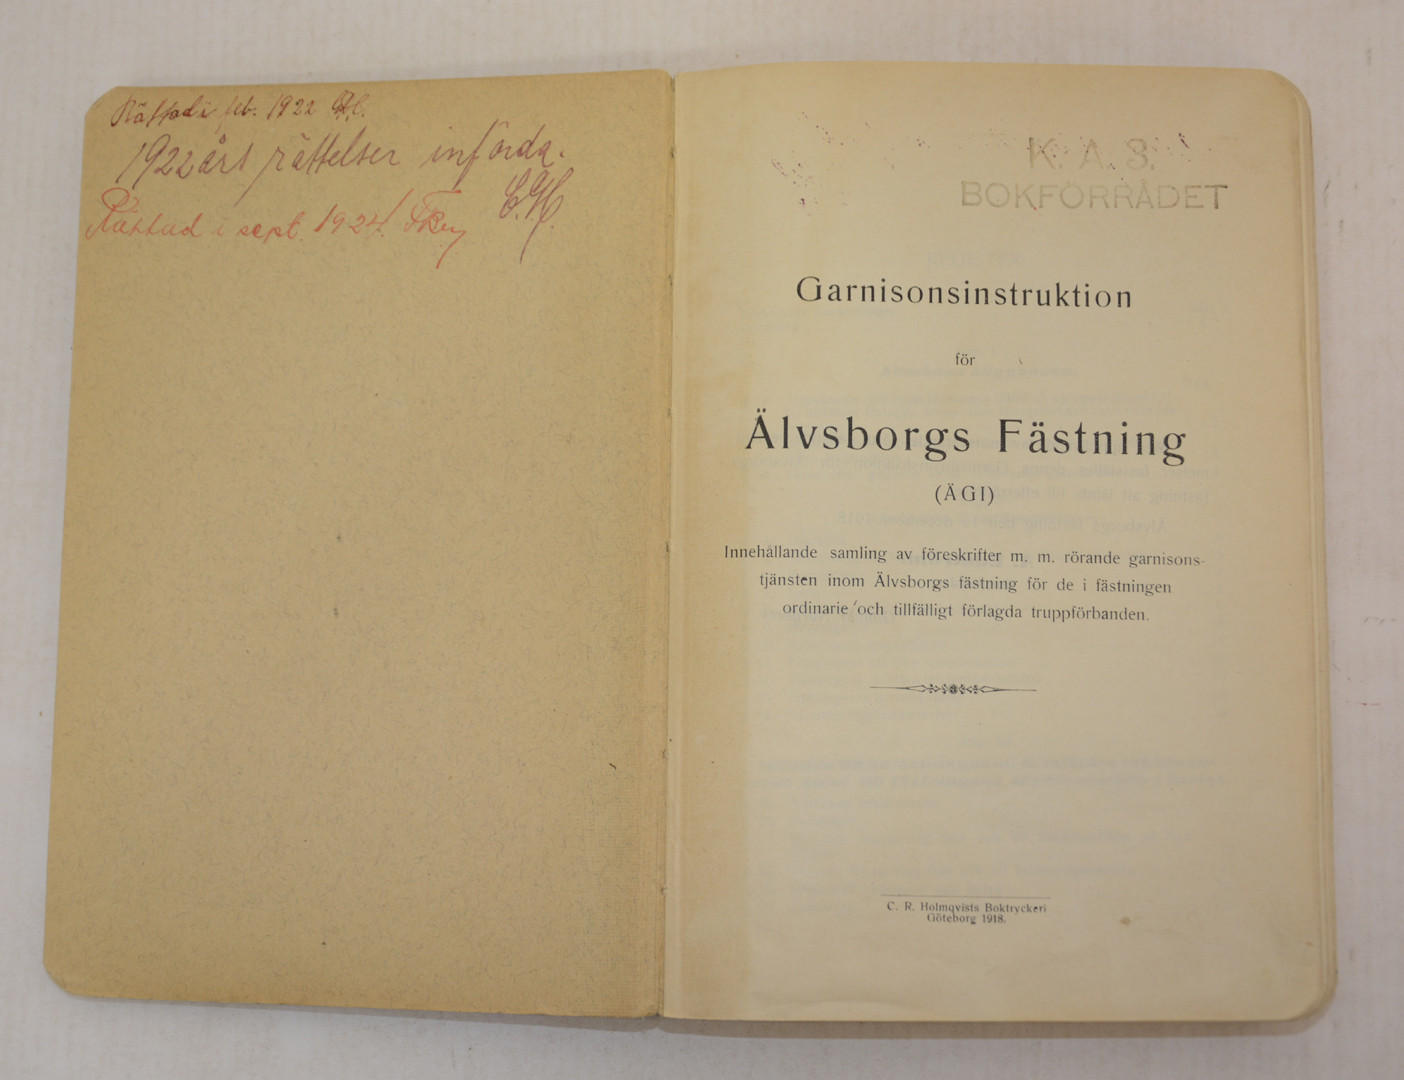 Rättad i feb. 1922
1922 års rättelser införda.
C.H.
Rättad i sept. 1924
K. A. 3.
BOKFÖRRÅDET
Garnisonsinstruktion
för
Älvsborgs Fästning
(ÄGI)
Innehållande samling av föreskrifter m. m. rörande garnisons-
tjänsten inom Älvsborgs fästning för de i fästningen
ordinarie och tillfälligt förlagda truppförbanden.
C. R. Holmqvists Boktryckeri
Göteborg 1918.